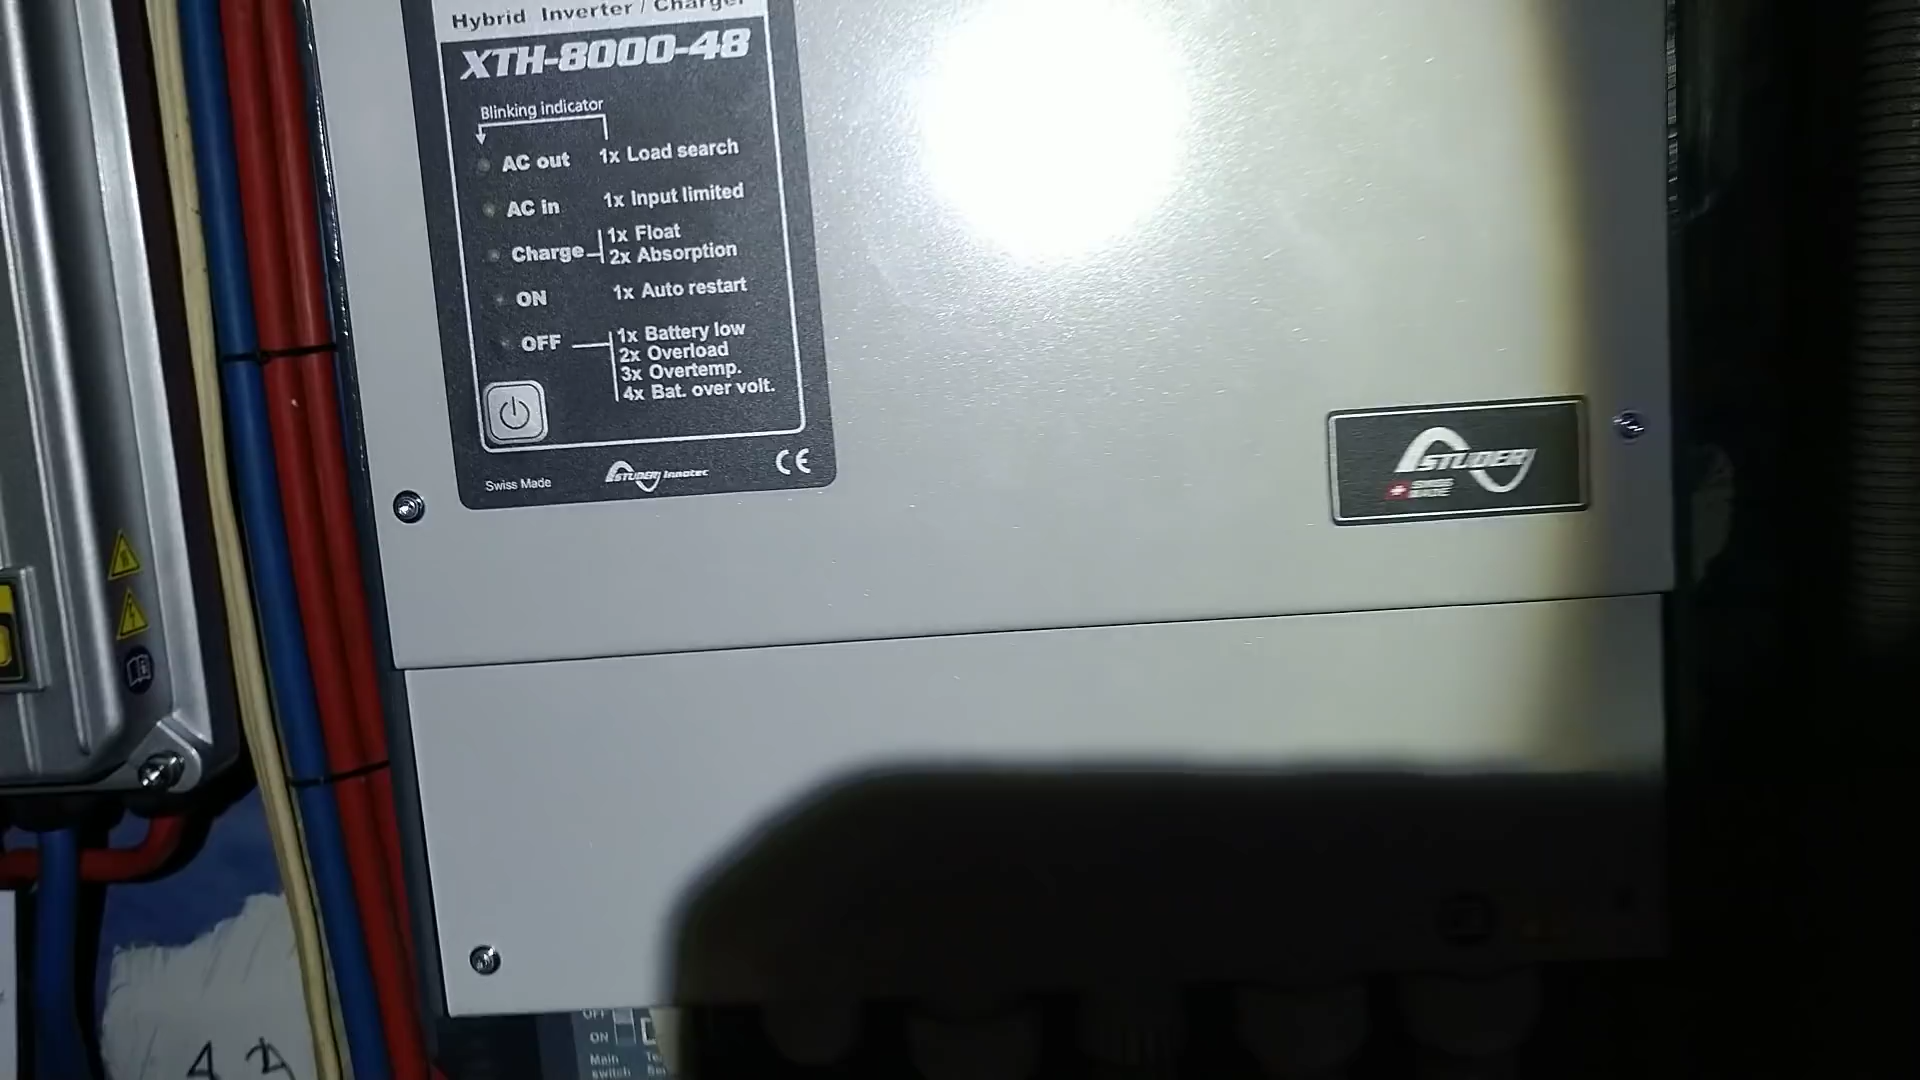 Hybrid Inverter / Charger
XTH-8000-48
Blinking indicator
AC out 1x Load search
AC in 1x Input limited
Charge 1x Float
2x Absorption
ON 1x Auto restart
OFF 1x Battery low
2x Overload
3x Overtemp.
4x Bat. over volt.
Swiss Made
STUDER Innotec
CE
STUDER
SWISS
MADE
OFF
ON
Main
switch